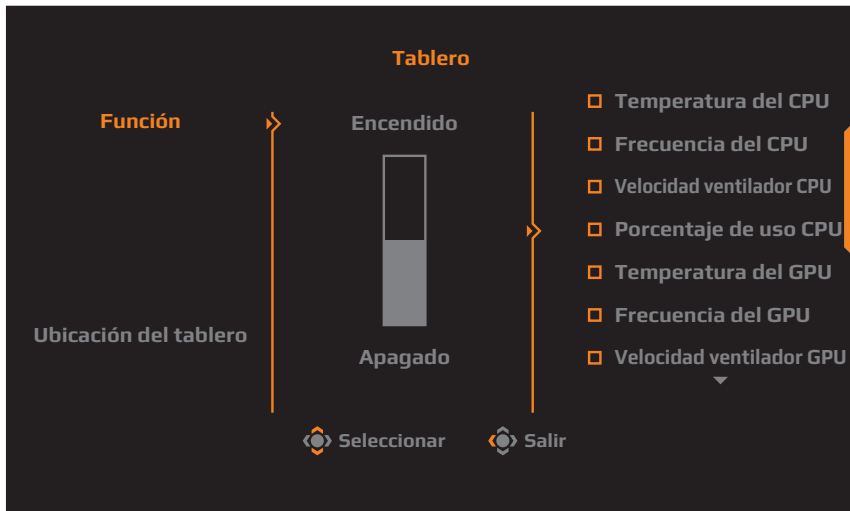 Tablero
Función
Ubicación del tablero
Encendido
Apagado
Temperatura del CPU
Frecuencia del CPU
Velocidad ventilador CPU
Porcentaje de uso CPU
Temperatura del GPU
Frecuencia del GPU
Velocidad ventilador GPU
Seleccionar
Salir